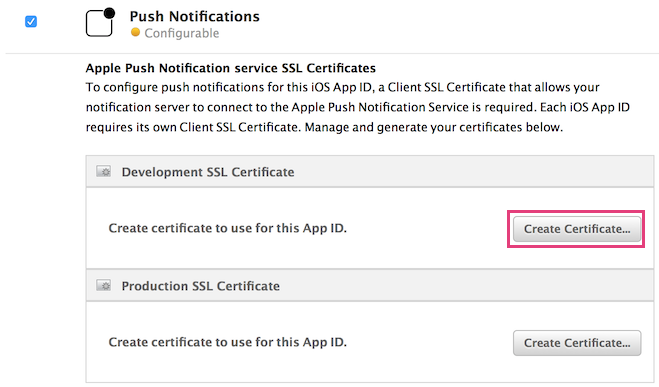 Push Notifications
Configurable
Apple Push Notification service SSL Certificates
To configure push notifications for this iOS App ID, a Client SSL Certificate that allows your
notification server to connect to the Apple Push Notification Service is required. Each iOS App ID
requires its own Client SSL Certificate. Manage and generate your certificates below.
Development SSL Certificate
Create certificate to use for this App ID.
Create Certificate...
Production SSL Certificate
Create certificate to use for this App ID.
Create Certificate...